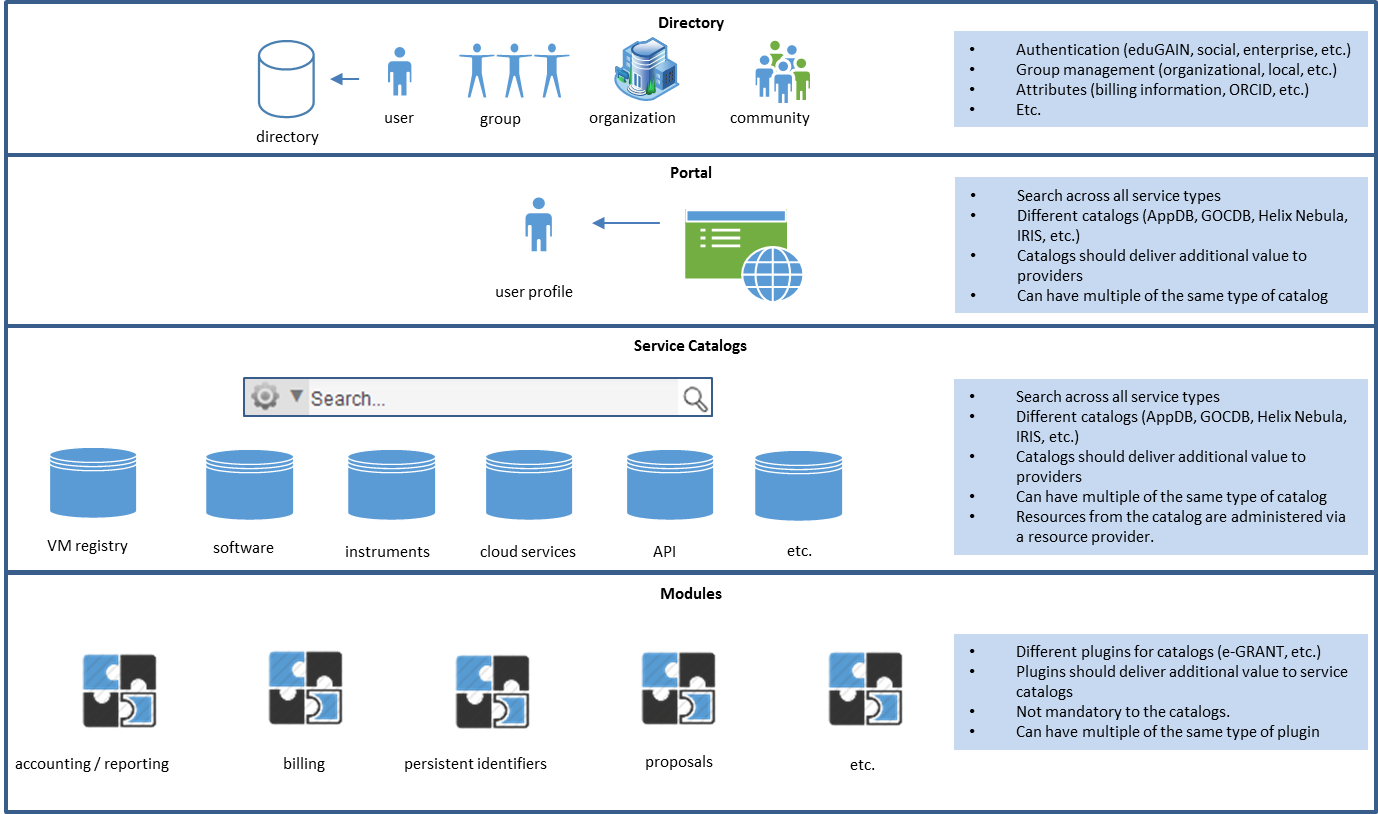 Directory
directory
user
group
organization
community
• Authentication (eduGAIN, social, enterprise, etc.)
• Group management (organizational, local, etc.)
• Attributes (billing information, ORCID, etc.)
• Etc.
Portal
user profile
• Search across all service types
• Different catalogs (AppDB, GOCDB, Helix Nebula,
IRIS, etc.)
• Catalogs should deliver additional value to
providers
• Can have multiple of the same type of catalog
Service Catalogs
Search...
VM registry
software
instruments
cloud services
API
etc.
• Search across all service types
• Different catalogs (AppDB, GOCDB, Helix Nebula,
IRIS, etc.)
• Catalogs should deliver additional value to
providers
• Can have multiple of the same type of catalog
• Resources from the catalog are administered via
a resource provider.
Modules
accounting / reporting
billing
persistent identifiers
proposals
etc.
• Different plugins for catalogs (e-GRANT, etc.)
• Plugins should deliver additional value to service
catalogs
• Not mandatory to the catalogs.
• Can have multiple of the same type of plugin